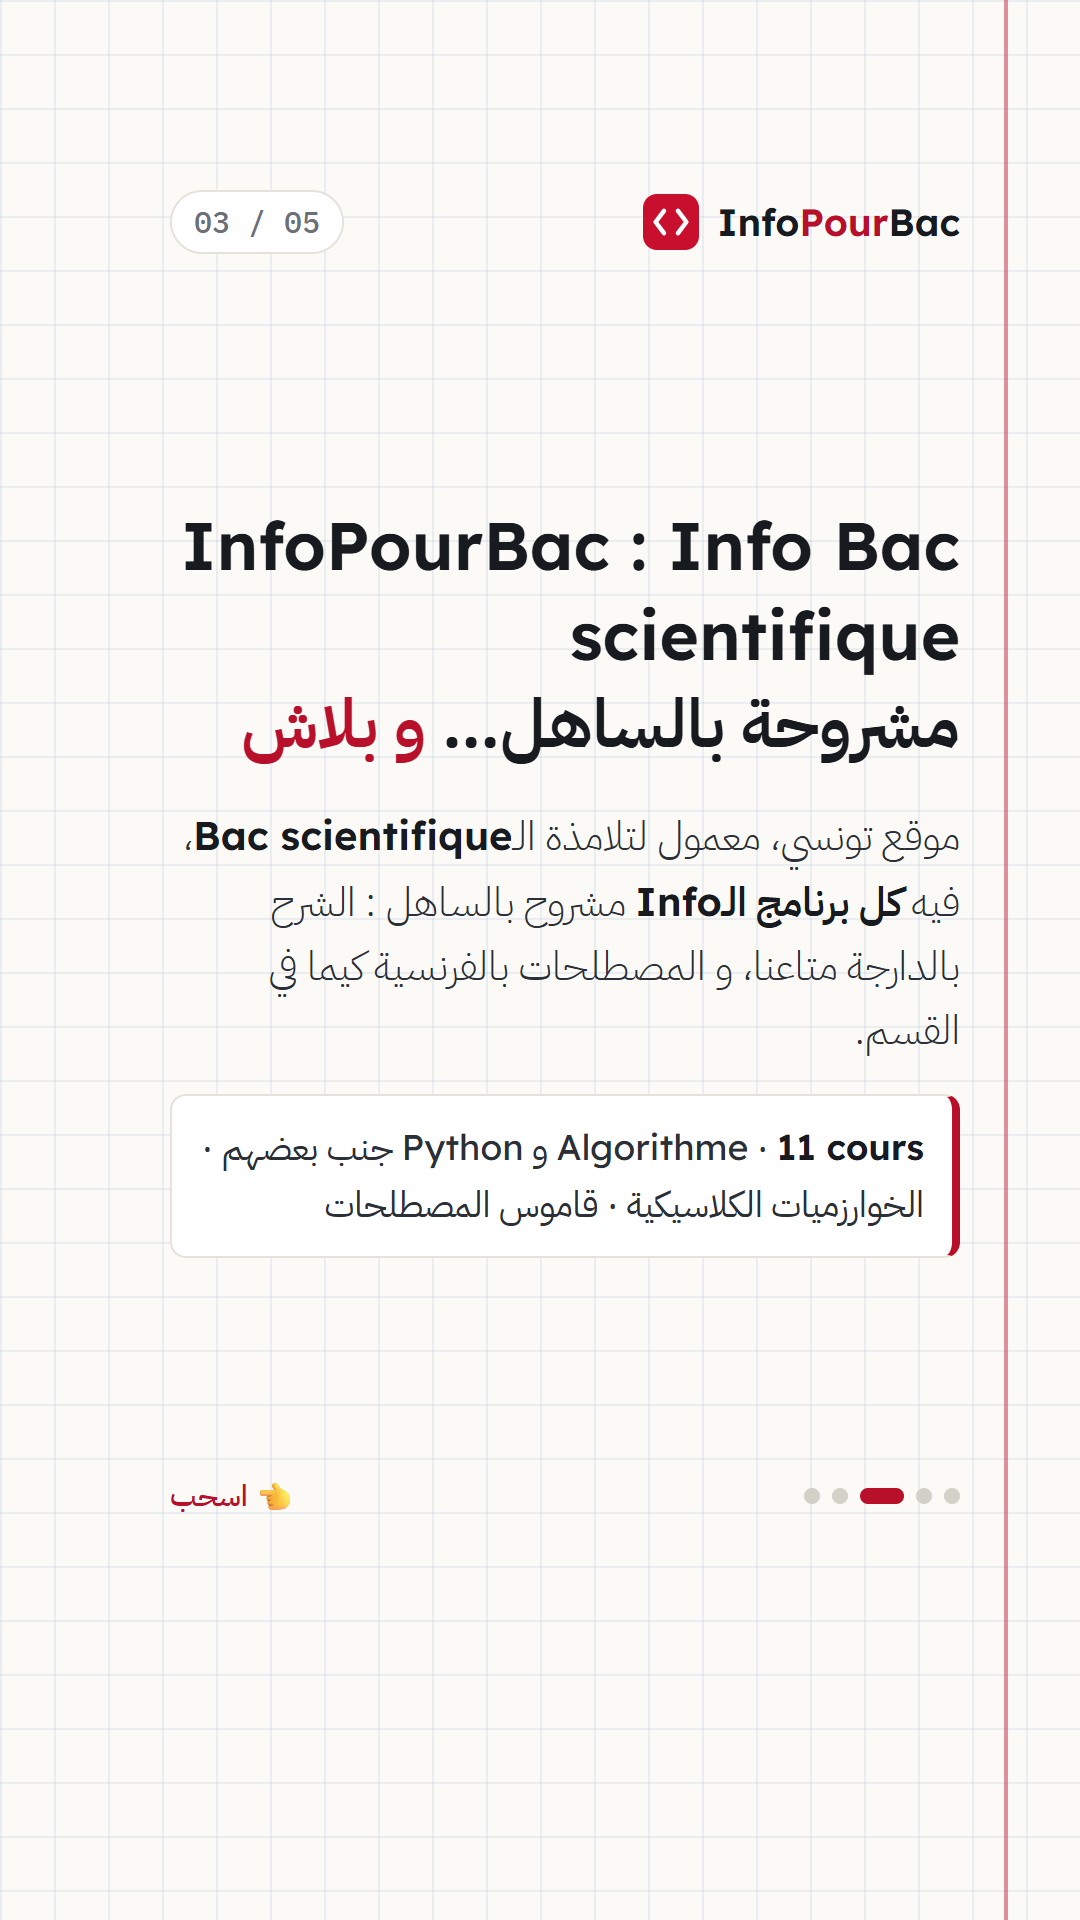 InfoPourBac
03 / 05
InfoPourBac : Info Bac
scientifique
مشروحة بالساهل... و بلاش
موقع تونسي، معمول لتلامذة الـBac scientifique،
فيه كل برنامج الـInfo مشروح بالساهل : الشرح
بالدارجة متاعنا، و المصطلحات بالفرنسية كيما في
القسم.
11 cours · Algorithme و Python جنب بعضهم ·
الخوارزميات الكلاسيكية · قاموس المصطلحات
👈 اسحب